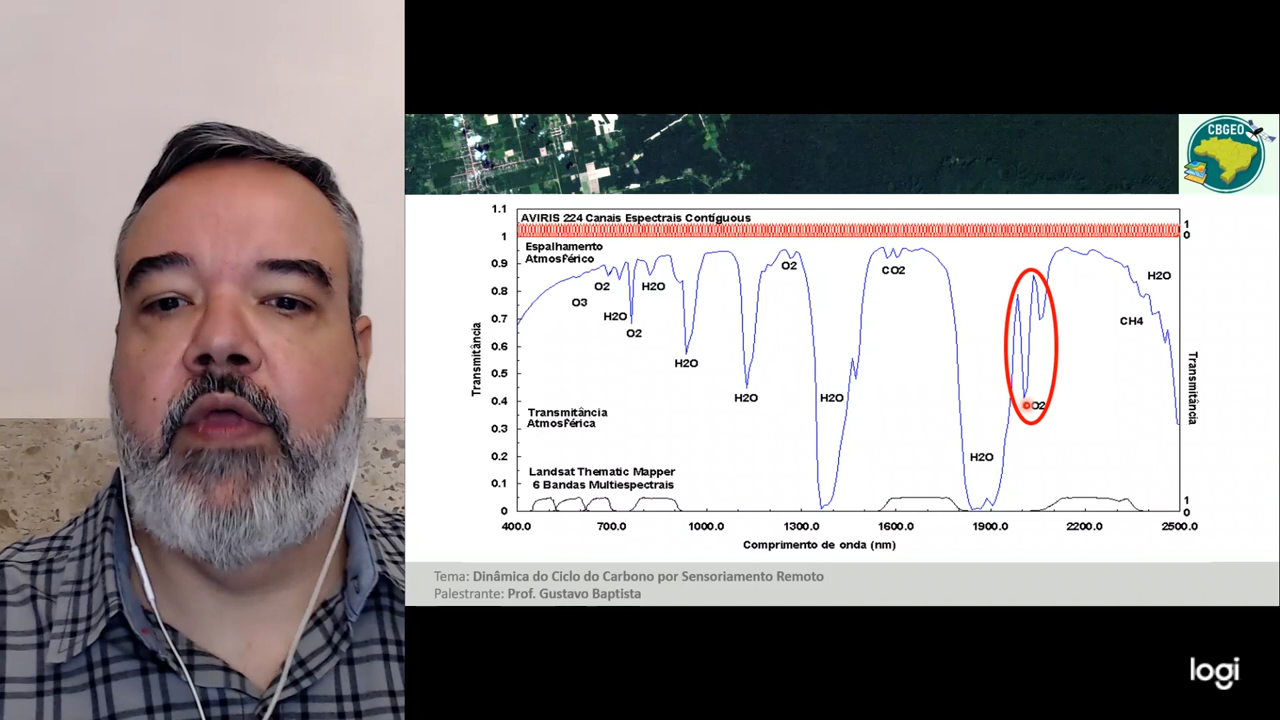 CBGEO
AVIRIS 224 Canais Espectrais Contíguous
Espalhamento
Atmosférico
1.1
1
0.9
0.8
0.7
0.6
0.5
0.4
0.3
0.2
0.1
0
Transmitância
O3
O2
H2O
O2
H2O
H2O
H2O
O2
H2O
CO2
H2O
O2
CH4
H2O
Transmitância
Atmosférica
Landsat Thematic Mapper
6 Bandas Multiespectrais
1
0
1
0
Transmitância
400.0 700.0 1000.0 1300.0 1600.0 1900.0 2200.0 2500.0
Comprimento de onda (nm)
Tema: Dinâmica do Ciclo do Carbono por Sensoriamento Remoto
Palestrante: Prof. Gustavo Baptista
logi